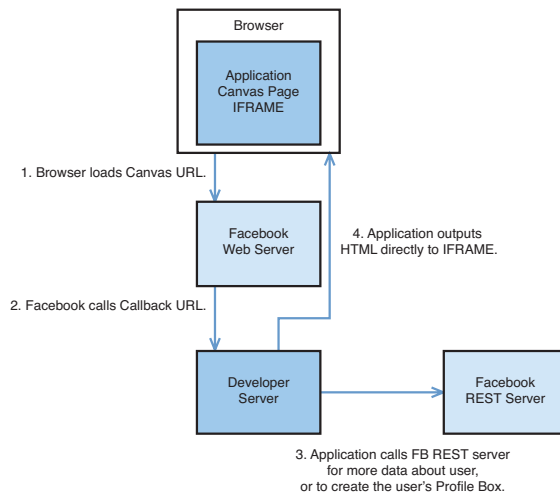 Browser
Application
Canvas Page
IFRAME
1. Browser loads Canvas URL.
Facebook
Web Server
4. Application outputs
HTML directly to IFRAME.
2. Facebook calls Callback URL.
Developer
Server
Facebook
REST Server
3. Application calls FB REST server
for more data about user,
or to create the user's Profile Box.